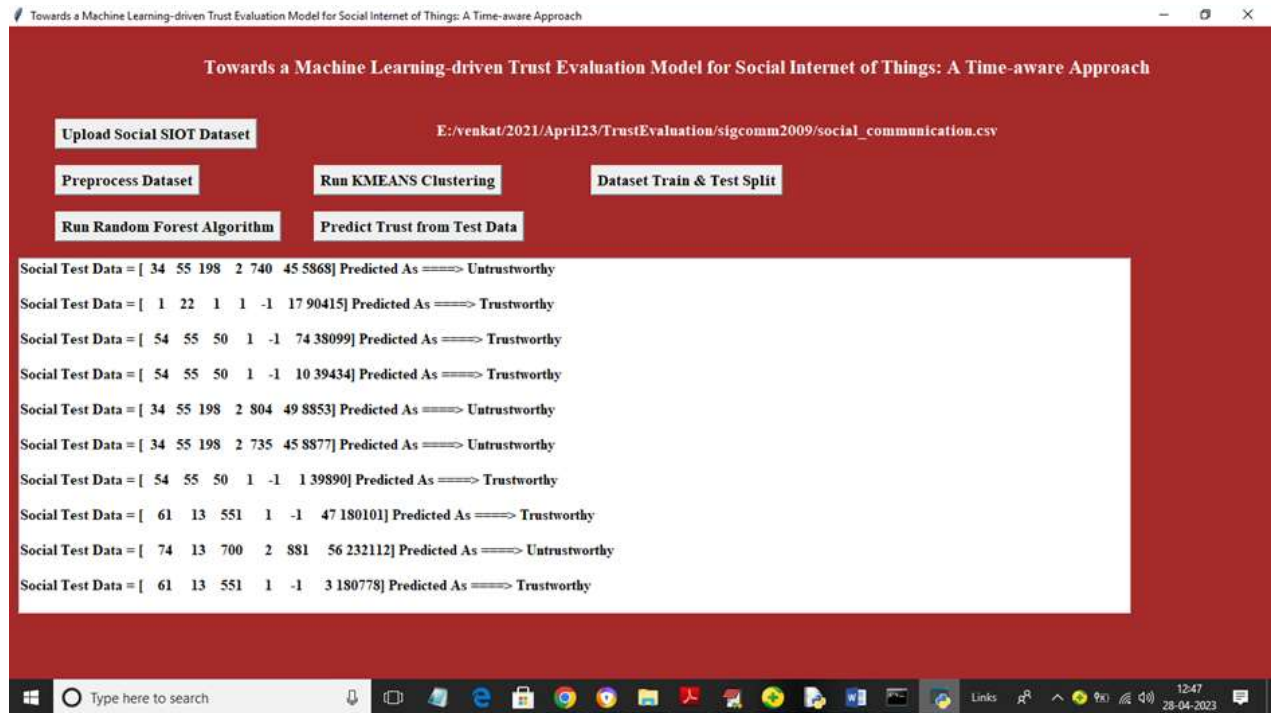 Towards a Machine Learning-driven Trust Evaluation Model for Social Internet of Things: A Time-aware Approach
Towards a Machine Learning-driven Trust Evaluation Model for Social Internet of Things: A Time-aware Approach
Upload Social SIOT Dataset E:/venkat/2021/April23/TrustEvaluation/sigcomm2009/social_communication.csv
Preprocess Dataset Run KMEANS Clustering Dataset Train & Test Split
Run Random Forest Algorithm Predict Trust from Test Data
Social Test Data = [ 34 55 198 2 740 45 5868] Predicted As ====> Untrustworthy
Social Test Data = [ 1 22 1 1 -1 17 90415] Predicted As ====> Trustworthy
Social Test Data = [ 54 55 50 1 -1 74 38099] Predicted As ====> Trustworthy
Social Test Data = [ 54 55 50 1 -1 10 39434] Predicted As ====> Trustworthy
Social Test Data = [ 34 55 198 2 804 49 8853] Predicted As ====> Untrustworthy
Social Test Data = [ 34 55 198 2 735 45 8877] Predicted As ====> Untrustworthy
Social Test Data = [ 54 55 50 1 -1 1 39890] Predicted As ====> Trustworthy
Social Test Data = [ 61 13 551 1 -1 47 180101] Predicted As ====> Trustworthy
Social Test Data = [ 74 13 700 2 881 56 232112] Predicted As ====> Untrustworthy
Social Test Data = [ 61 13 551 1 -1 3 180778] Predicted As ====> Trustworthy
Type here to search Links 12:47
28-04-2023